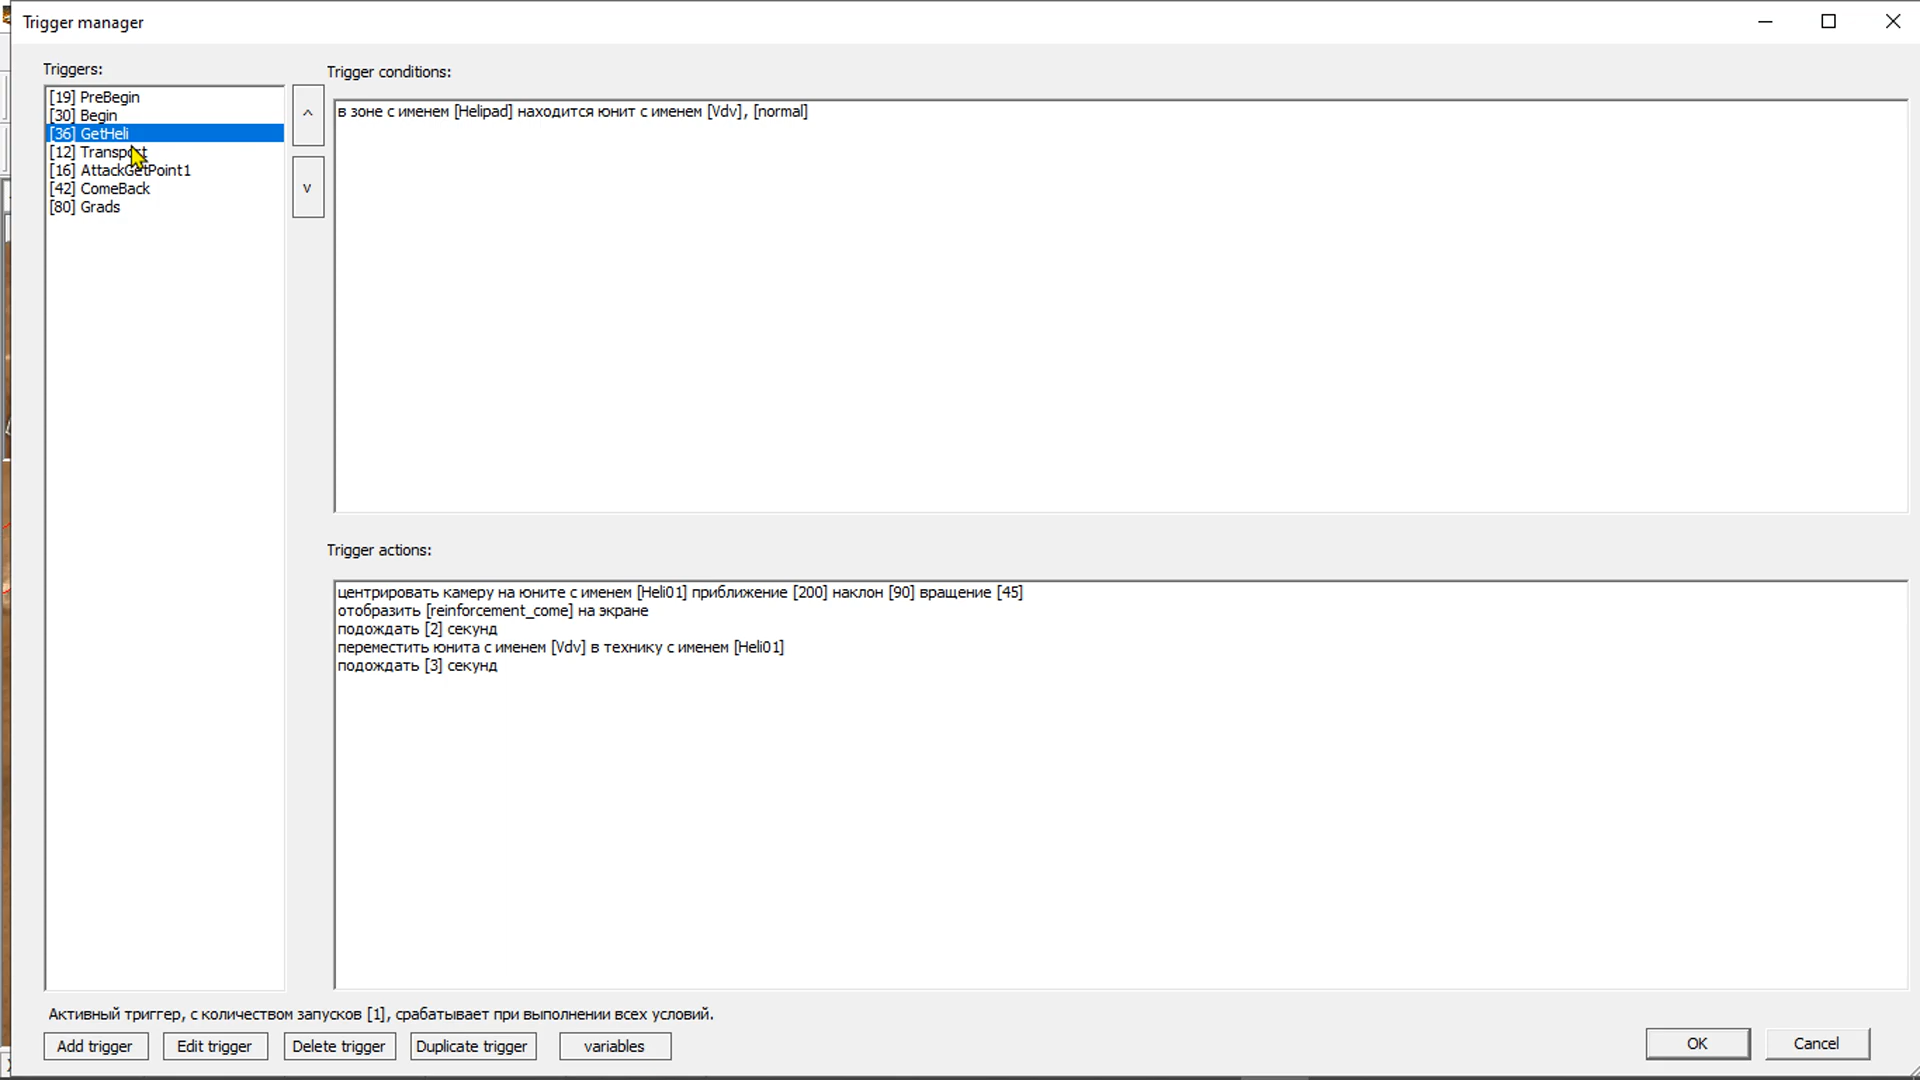 Trigger manager
Triggers:
[19] PreBegin
[30] Begin
[36] GetHeli
[12] Transport
[16] AttackGetPoint1
[42] ComeBack
[80] Grads
^
v
Trigger conditions:
в зоне с именем [Helipad] находится юнит с именем [Vdv], [normal]
Trigger actions:
центрировать камеру на юните с именем [Heli01] приближение [200] наклон [90] вращение [45]
отобразить [reinforcement_come] на экране
подождать [2] секунд
переместить юнита с именем [Vdv] в технику с именем [Heli01]
подождать [3] секунд
Активный триггер, с количеством запусков [1], срабатывает при выполнении всех условий.
Add trigger
Edit trigger
Delete trigger
Duplicate trigger
variables
OK
Cancel